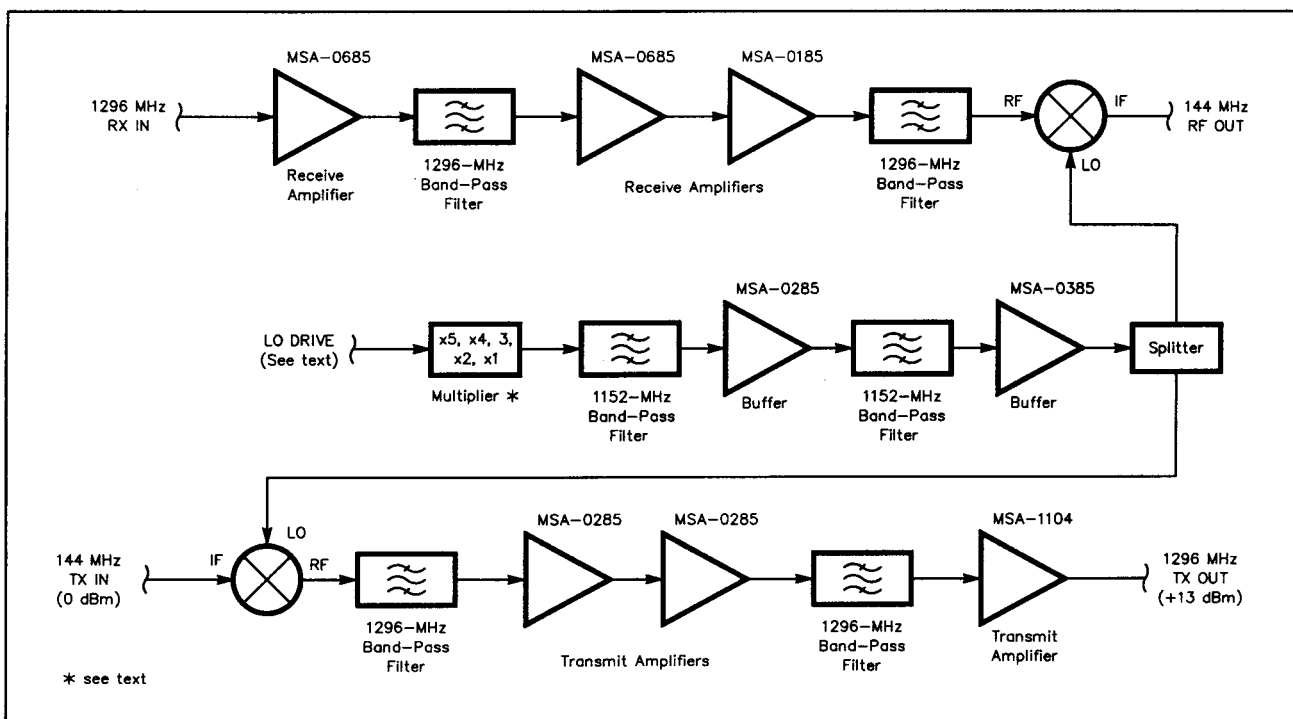 MSA-0685
MSA-0685
MSA-0185
1296 MHz
RX IN
RF
IF
144 MHz
RF OUT
LO
Receive
Amplifier
1296-MHz
Band-Pass
Filter
Receive Amplifiers
1296-MHz
Band-Pass
Filter
MSA-0285
MSA-0385
LO DRIVE
(See text)
x5, x4, 3,
x2, x1
Splitter
Multiplier *
1152-MHz
Band-Pass
Filter
Buffer
1152-MHz
Band-Pass
Filter
Buffer
MSA-0285
MSA-0285
MSA-1104
LO
144 MHz
TX IN
(0 dBm)
IF
RF
1296 MHz
TX OUT
(+13 dBm)
1296-MHz
Band-Pass
Filter
Transmit Amplifiers
1296-MHz
Band-Pass
Filter
Transmit
Amplifier
* see text